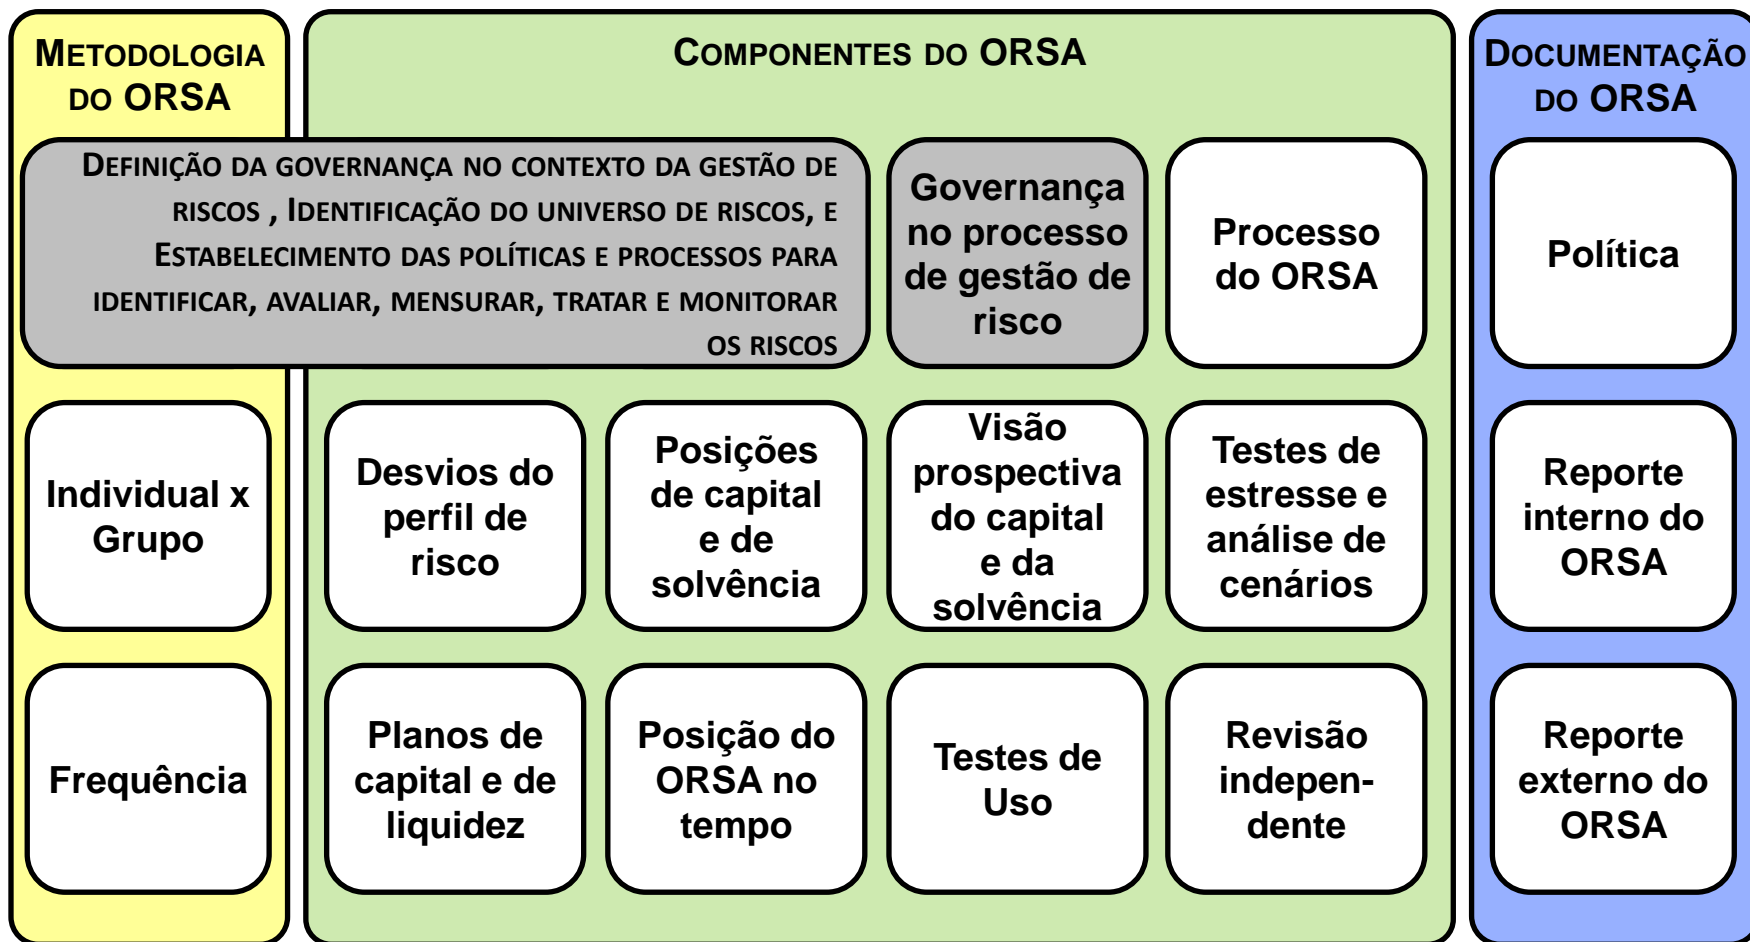 METODOLOGIA
DO ORSA
COMPONENTES DO ORSA
DOCUMENTAÇÃO
DO ORSA
DEFINIÇÃO DA GOVERNANÇA NO CONTEXTO DA GESTÃO DE
RISCOS , IDENTIFICAÇÃO DO UNIVERSO DE RISCOS, E
ESTABELECIMENTO DAS POLÍTICAS E PROCESSOS PARA
IDENTIFICAR, AVALIAR, MENSURAR, TRATAR E MONITORAR
OS RISCOS
Governança
no processo
de gestão de
risco
Processo
do ORSA
Política
Individual x
Grupo
Desvios do
perfil de
risco
Posições
de capital
e de
solvência
Visão
prospectiva
do capital
e da
solvência
Testes de
estresse e
análise de
cenários
Reporte
interno do
ORSA
Frequência
Planos de
capital e de
liquidez
Posição do
ORSA no
tempo
Testes de
Uso
Revisão
indepen-
dente
Reporte
externo do
ORSA